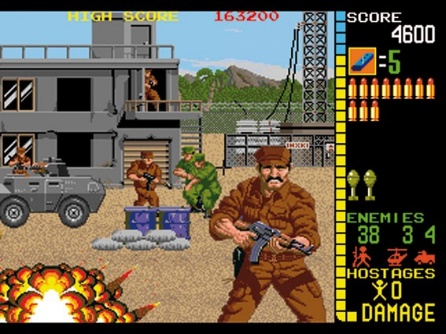 HIGH SCORE 163200
SCORE
4600
=5
ENEMIES
38 3 4
HOSTAGES
0
DAMAGE